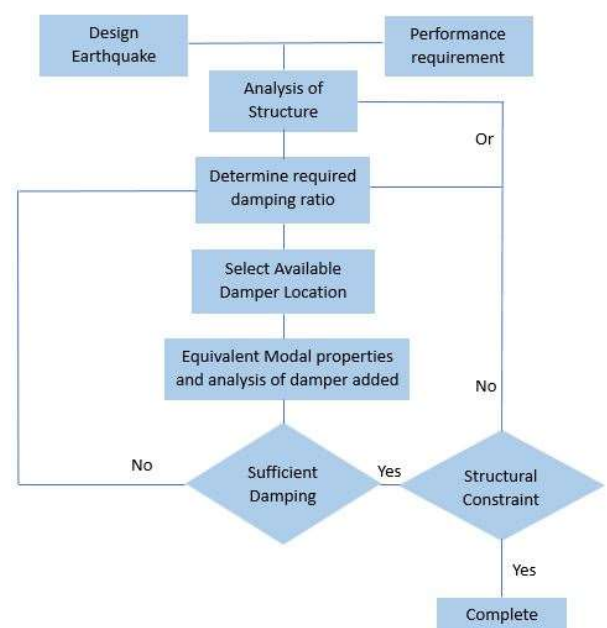 Design
Earthquake
Performance
requirement
Analysis of
Structure
Or
Determine required
damping ratio
Select Available
Damper Location
Equivalent Modal properties
and analysis of damper added
No
No
Sufficient
Damping
Yes
Structural
Constraint
Yes
Complete